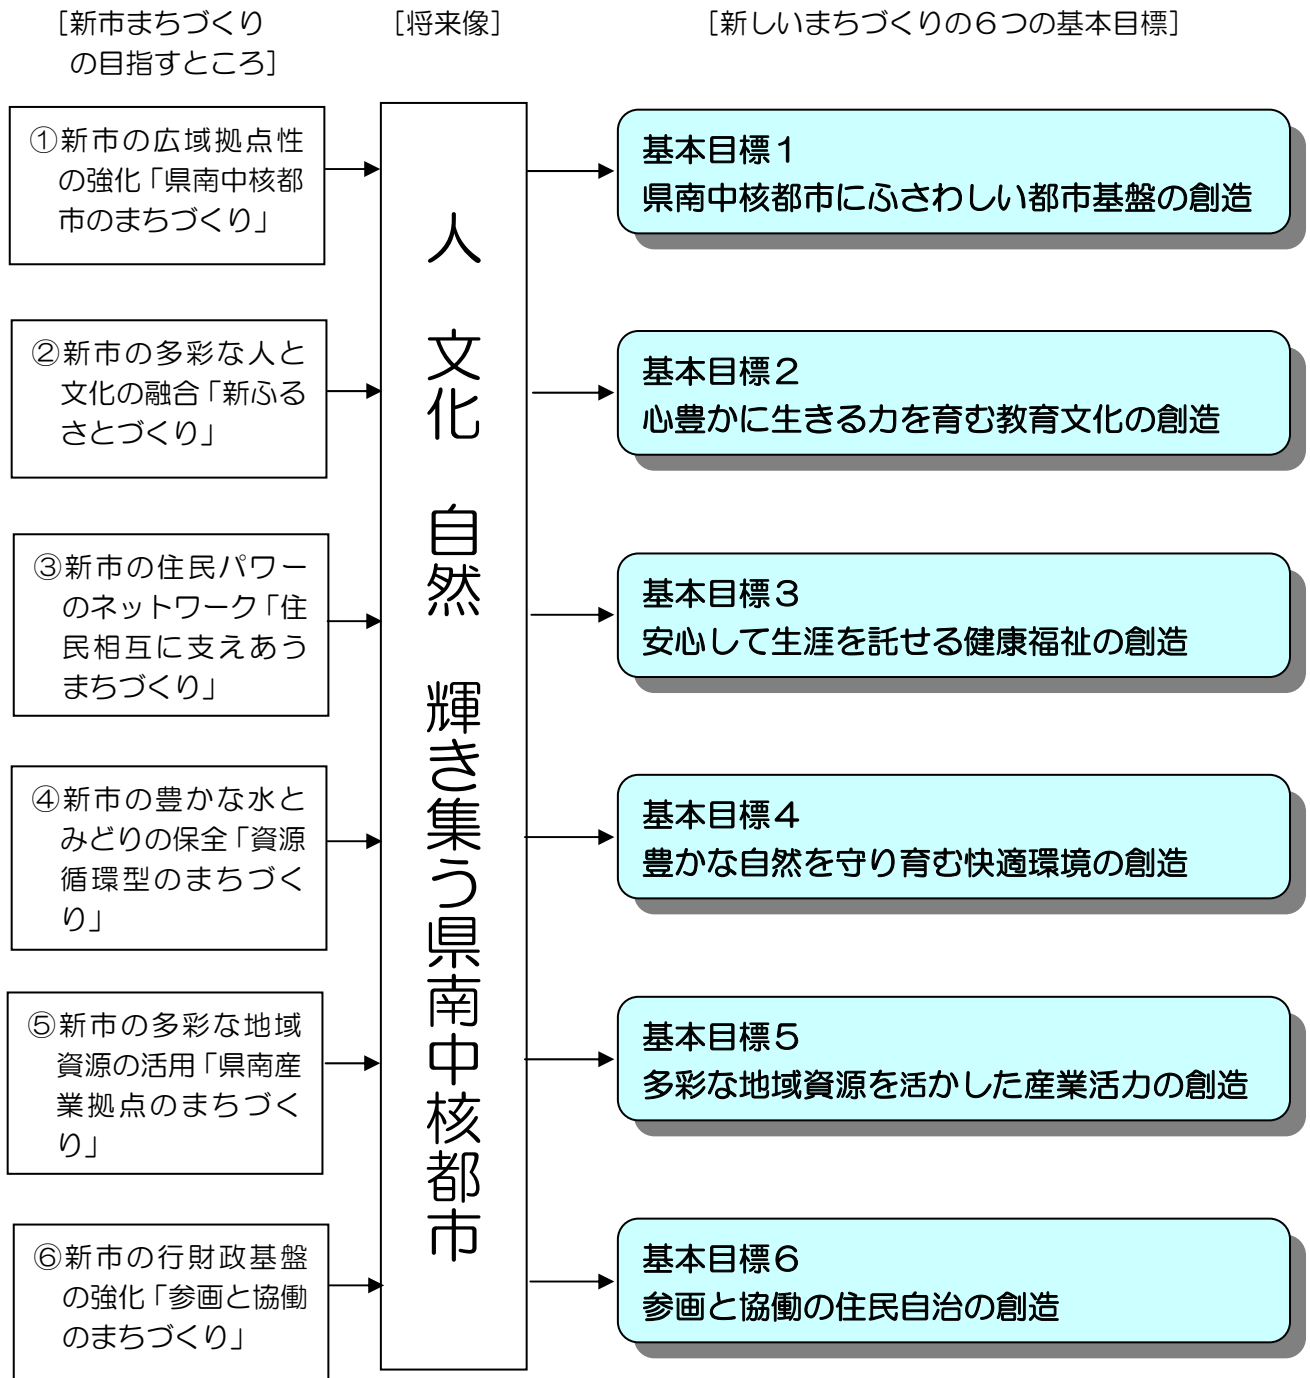 [新市まちづくり
の目指すところ]
[将来像]
[新しいまちづくりの６つの基本目標]
①新市の広域拠点性
の強化「県南中核都
市のまちづくり」
②新市の多彩な人と
文化の融合「新ふる
さとづくり」
③新市の住民パワー
のネットワーク「住
民相互に支えあう
まちづくり」
④新市の豊かな水と
みどりの保全「資源
循環型のまちづく
り」
⑤新市の多彩な地域
資源の活用「県南産
業拠点のまちづく
り」
⑥新市の行財政基盤
の強化「参画と協働
のまちづくり」
人　文化　自然　輝き集う県南中核都市
基本目標１
県南中核都市にふさわしい都市基盤の創造
基本目標２
心豊かに生きる力を育む教育文化の創造
基本目標３
安心して生涯を託せる健康福祉の創造
基本目標４
豊かな自然を守り育む快適環境の創造
基本目標５
多彩な地域資源を活かした産業活力の創造
基本目標６
参画と協働の住民自治の創造